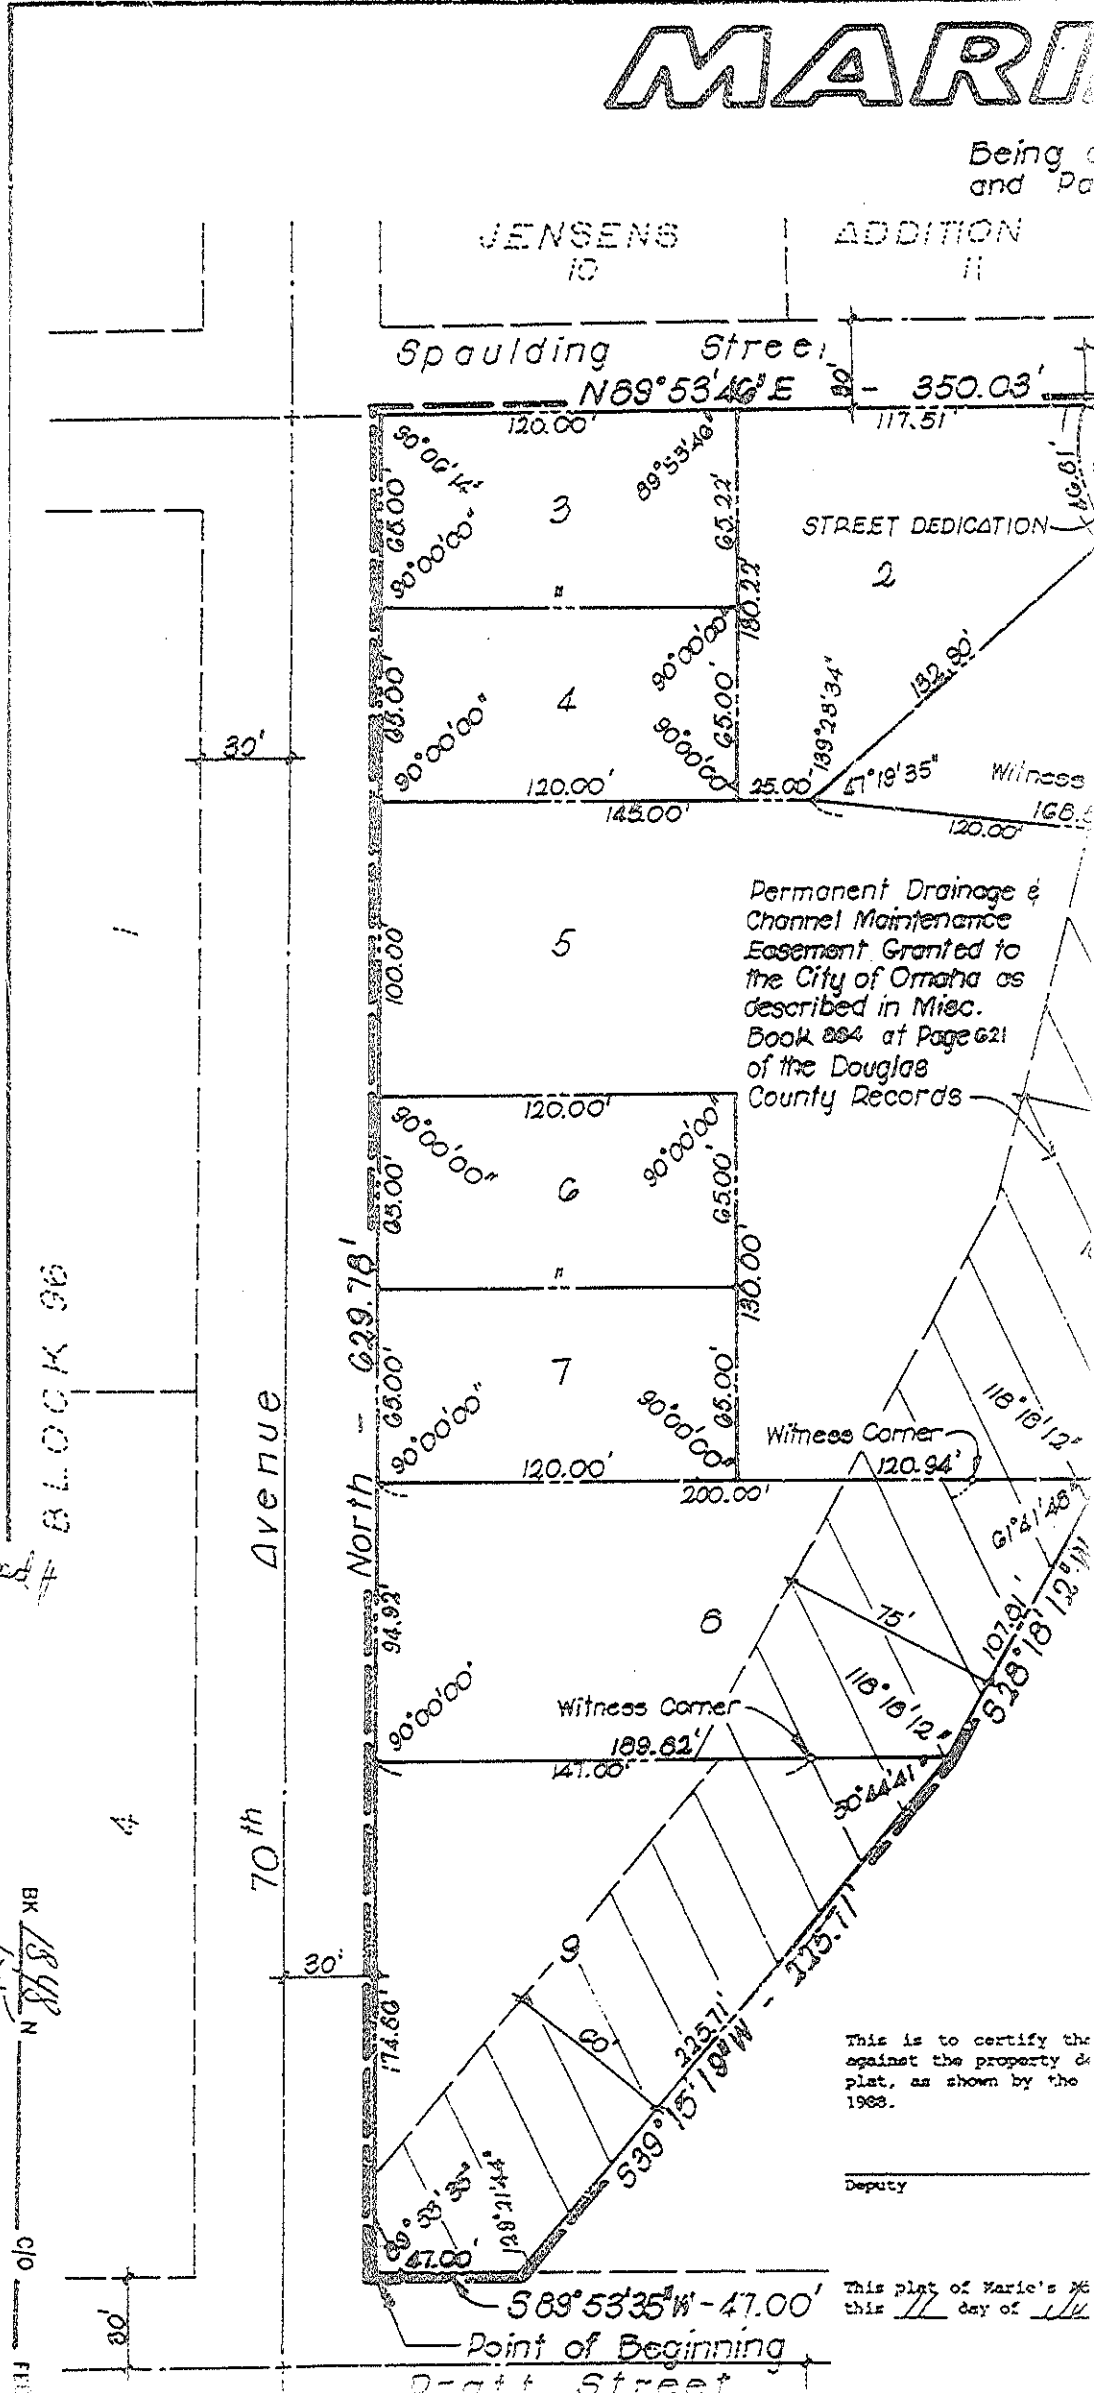 MARI
Being
and
JENSENS
10
ADDITION
11
Spaulding Street
N89°53'46"E - 350.03'
30'
120.00'
117.51'
90°06'14"
89°53'46"
65.00'
3
65.22'
46.81'
90°00'00"
STREET DEDICATION
2
"
180.22'
90°00'00"
65.00'
4
65.00'
132.80'
139°28'34"
90°00'00"
90°00'00"
30'
120.00'
25.00'
47°19'35"
Witness
145.00'
120.00'
Permanent Drainage &
Channel Maintenance
Easement Granted to
the City of Omaha as
described in Misc.
Book 884 at Page 621
of the Douglas
County Records
1
5
100.00'
120.00'
90°00'00"
90°00'00"
65.00'
6
65.00'
"
130.00'
North - 629.78'
BLOCK 96
65.00'
7
65.00'
90°00'00"
90°00'00"
118°18'12"
Witness Corner
120.00'
120.94'
200.00'
61°41'48"
Avenue
94.92'
8
75'
107.81'
S28°18'12"W
90°00'00"
118°18'12"
Witness Corner
189.62'
147.00'
50°44'41"
4
70th
BK 1848 N
30'
9
174.60'
225.71'
S39°15'19"W - 225.71'
This is to certify
against the property
plat, as shown by the
1988.
Deputy
128°21'44"
47.00'
C/O
S89°53'35"W-47.00'
This plat of Marie's
this 11 day of
30'
Point of Beginning
Pratt Street